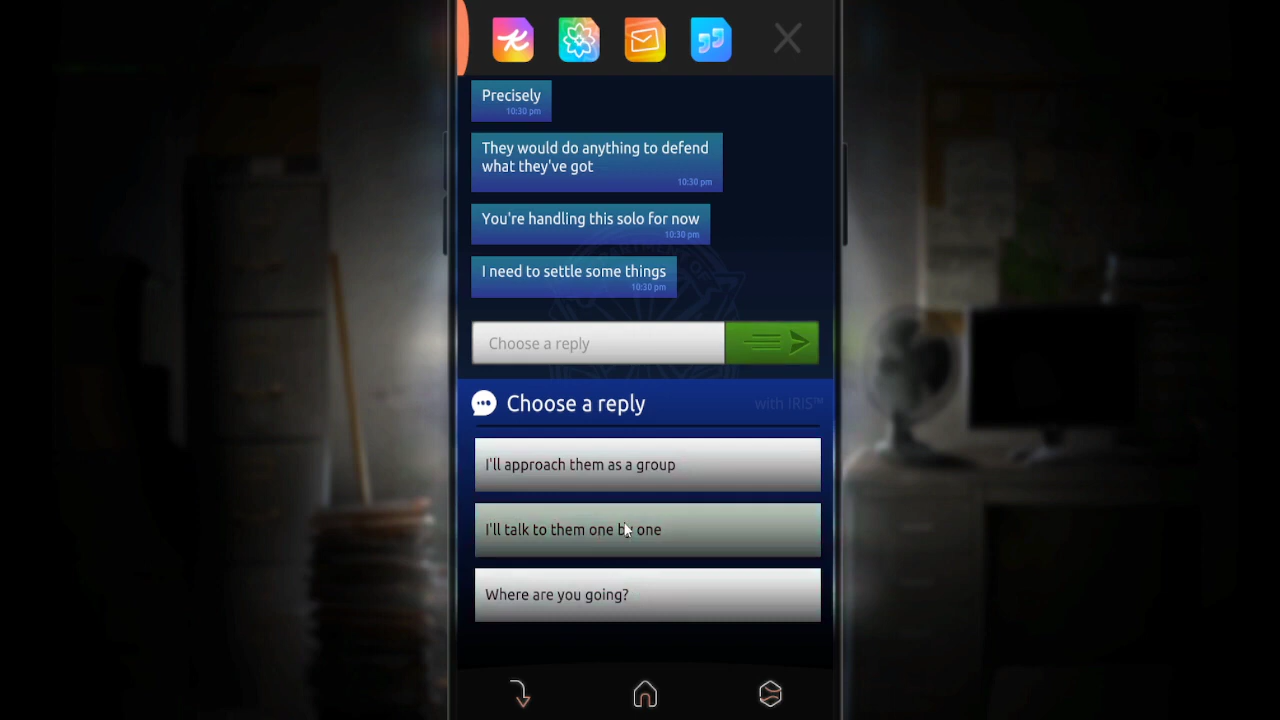 Precisely
10:30 pm
They would do anything to defend
what they've got
10:30 pm
You're handling this solo for now
10:30 pm
I need to settle some things
10:30 pm
Choose a reply
Choose a reply
with IRIS™
I'll approach them as a group
I'll talk to them one by one
Where are you going?